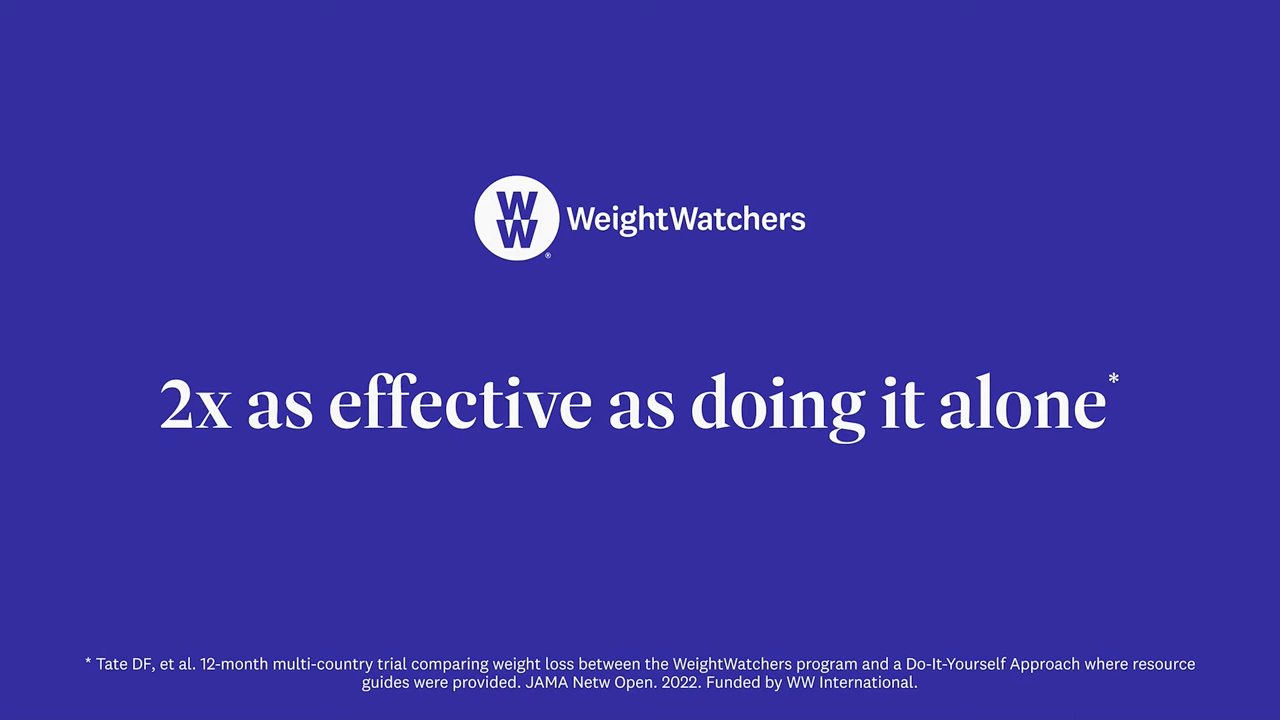 WW
® WeightWatchers
2x as effective as doing it alone*
* Tate DF, et al. 12-month multi-country trial comparing weight loss between the WeightWatchers program and a Do-It-Yourself Approach where resource
guides were provided. JAMA Netw Open. 2022. Funded by WW International.